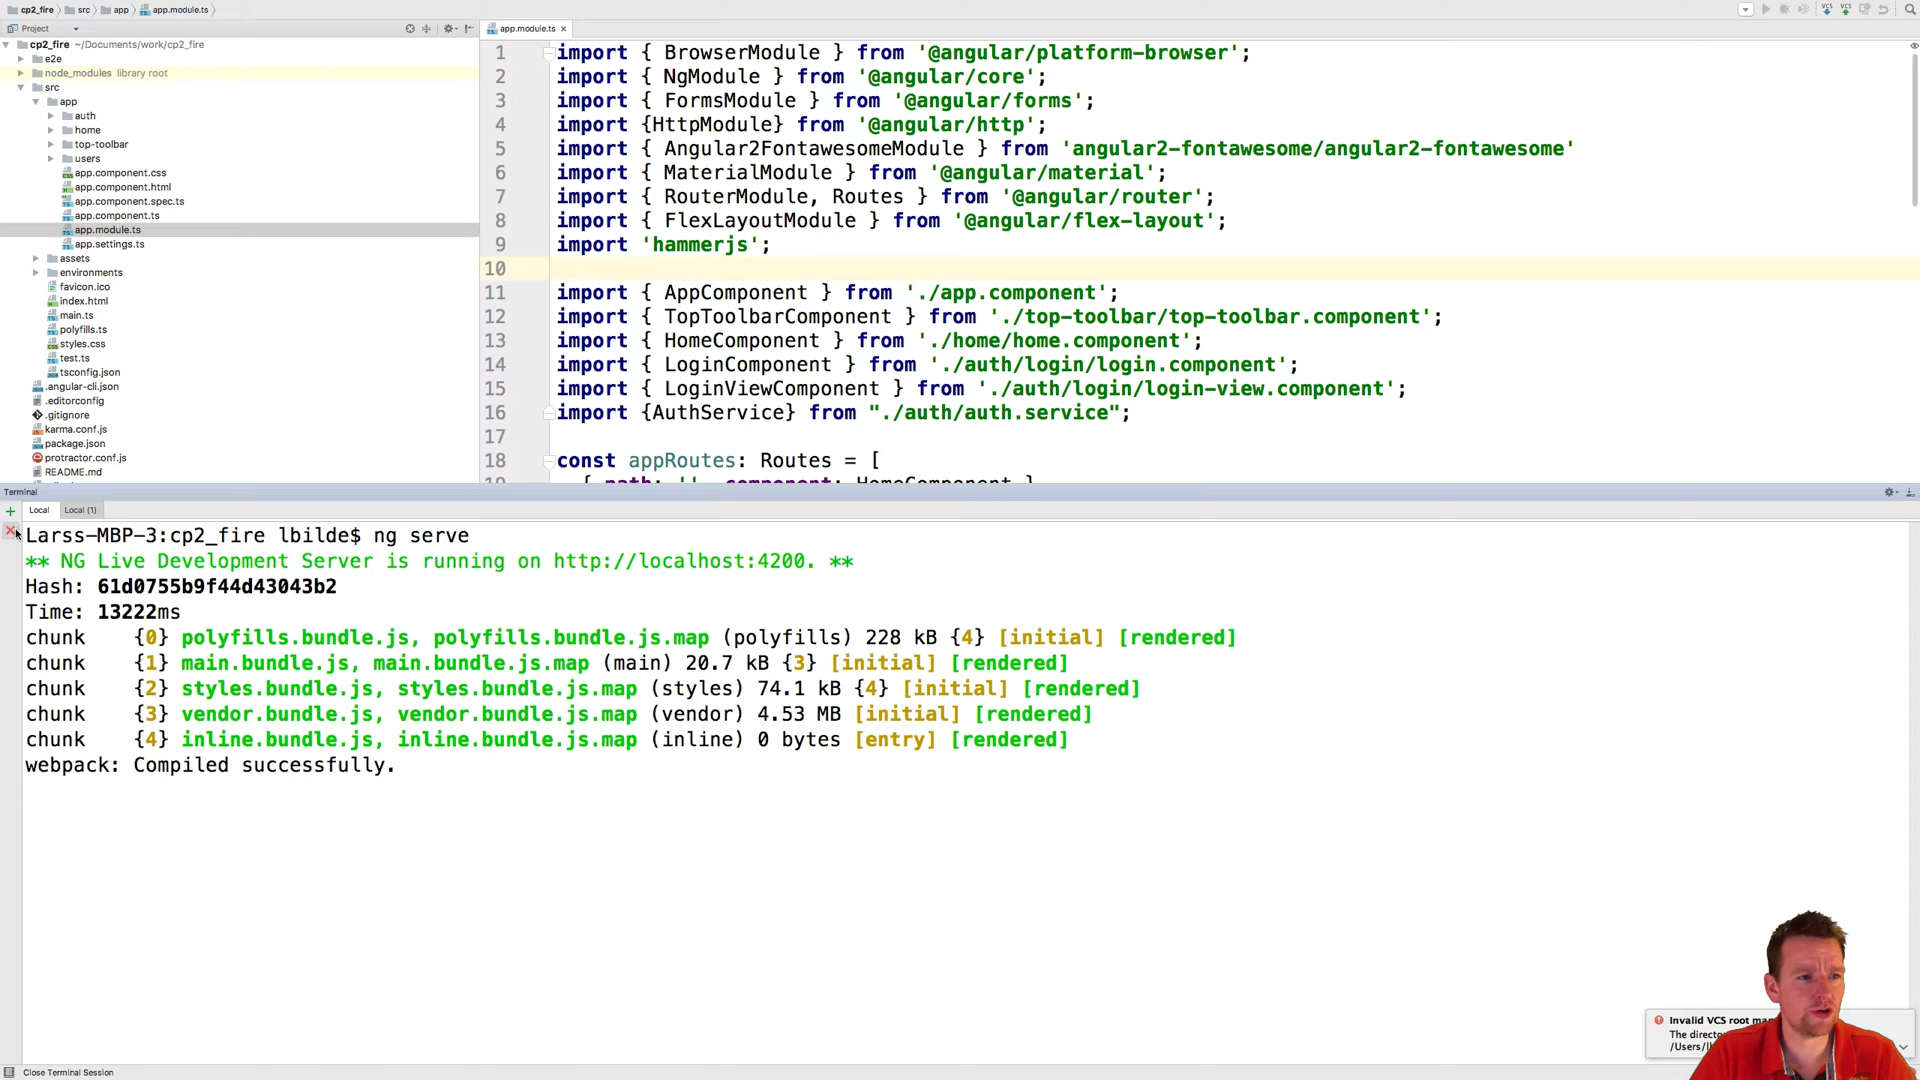 cp2_fire src app app.module.ts
Project
app.module.ts
cp2_fire ~/Documents/work/cp2_fire
e2e
node_modules library root
src
app
auth
home
top-toolbar
users
app.component.css
app.component.html
app.component.spec.ts
app.component.ts
app.module.ts
app.settings.ts
assets
environments
favicon.ico
index.html
main.ts
polyfills.ts
styles.css
test.ts
tsconfig.json
.angular-cli.json
.editorconfig
.gitignore
karma.conf.js
package.json
protractor.conf.js
README.md
1 import { BrowserModule } from '@angular/platform-browser';
2 import { NgModule } from '@angular/core';
3 import { FormsModule } from '@angular/forms';
4 import {HttpModule} from '@angular/http';
5 import { Angular2FontawesomeModule } from 'angular2-fontawesome/angular2-fontawesome'
6 import { MaterialModule } from '@angular/material';
7 import { RouterModule, Routes } from '@angular/router';
8 import { FlexLayoutModule } from '@angular/flex-layout';
9 import 'hammerjs';
10
11 import { AppComponent } from './app.component';
12 import { TopToolbarComponent } from './top-toolbar/top-toolbar.component';
13 import { HomeComponent } from './home/home.component';
14 import { LoginComponent } from './auth/login/login.component';
15 import { LoginViewComponent } from './auth/login/login-view.component';
16 import {AuthService} from "./auth/auth.service";
17
18 const appRoutes: Routes = [
19 { path: '', component: HomeComponent }
Terminal
Local Local (1)
Larss-MBP-3:cp2_fire lbilde$ ng serve
** NG Live Development Server is running on http://localhost:4200. **
Hash: 61d0755b9f44d43043b2
Time: 13222ms
chunk {0} polyfills.bundle.js, polyfills.bundle.js.map (polyfills) 228 kB {4} [initial] [rendered]
chunk {1} main.bundle.js, main.bundle.js.map (main) 20.7 kB {3} [initial] [rendered]
chunk {2} styles.bundle.js, styles.bundle.js.map (styles) 74.1 kB {4} [initial] [rendered]
chunk {3} vendor.bundle.js, vendor.bundle.js.map (vendor) 4.53 MB [initial] [rendered]
chunk {4} inline.bundle.js, inline.bundle.js.map (inline) 0 bytes [entry] [rendered]
webpack: Compiled successfully.
Invalid VCS root
The
Close Terminal Session